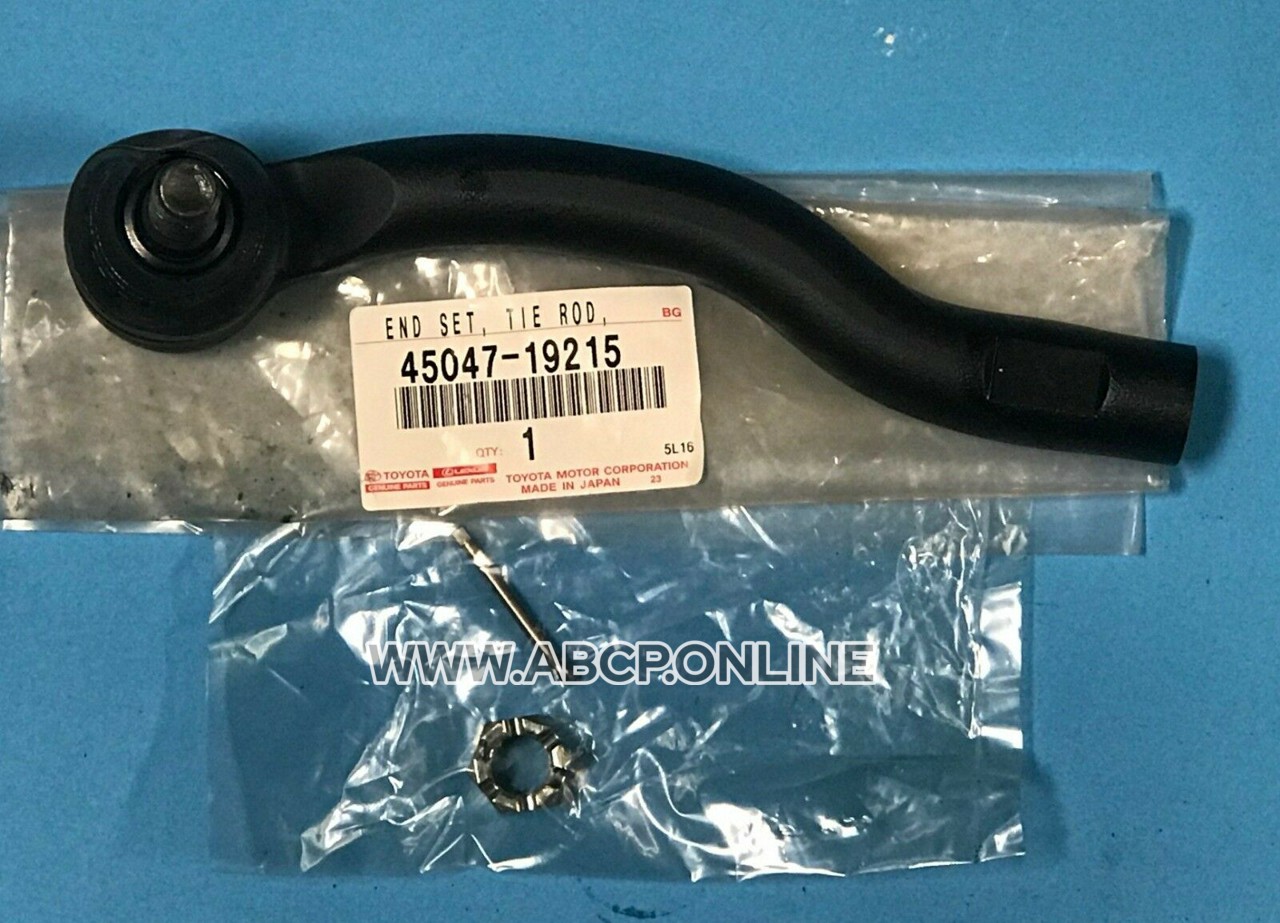 END SET, TIE ROD,
BG
45047-19215
QTY: 1
5L16
TOYOTA LEXUS TOYOTA MOTOR CORPORATION
GENUINE PARTS GENUINE PARTS MADE IN JAPAN 23
WWW.ABCP.ONLINE